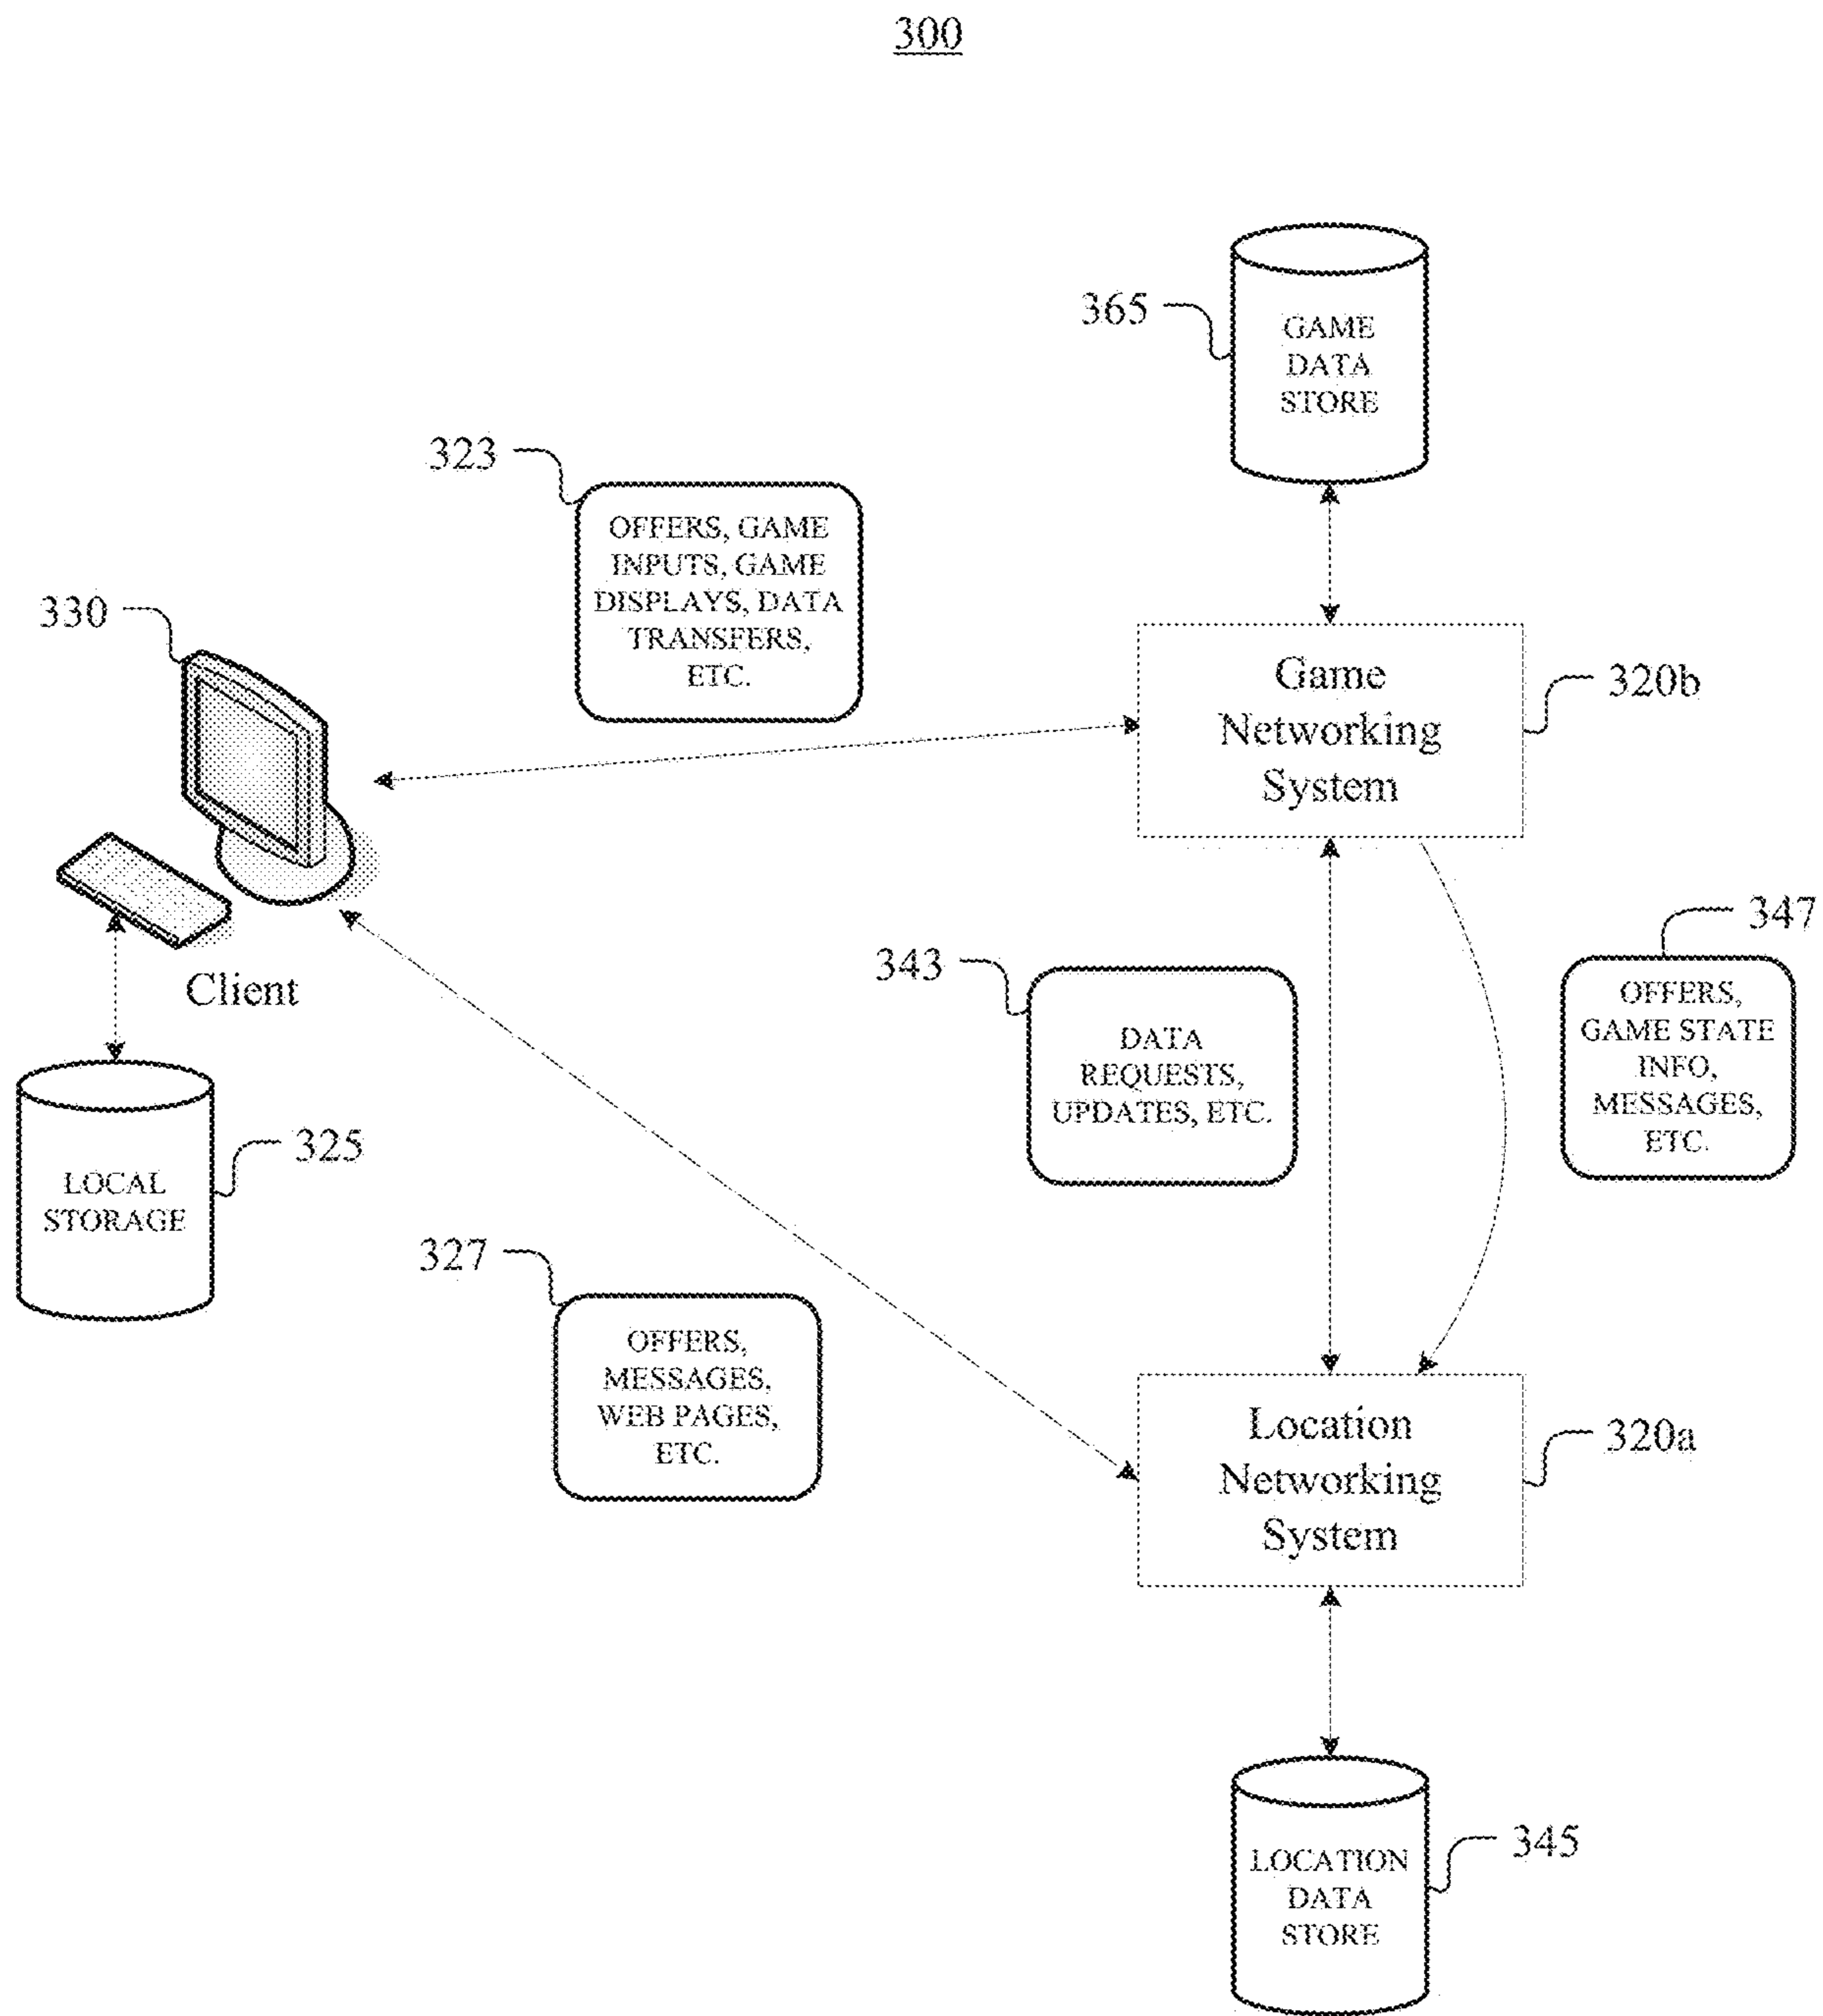 300
365
GAME
DATA
STORE
323
OFFERS, GAME
INPUTS, GAME
DISPLAYS, DATA
TRANSFERS,
ETC.
330
Game
Networking
System
320b
Client
343
DATA
REQUESTS,
UPDATES, ETC.
347
OFFERS,
GAME STATE
INFO,
MESSAGES,
ETC.
LOCAL
STORAGE
325
327
OFFERS,
MESSAGES,
WEB PAGES,
ETC.
Location
Networking
System
320a
LOCATION
DATA
STORE
345